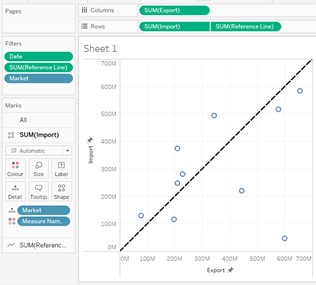 Pages
Columns
SUM(Export)
Rows
SUM(Import)
SUM(Reference Line)
Filters
Date
SUM(Reference Line)
Market
Sheet 1
Marks
All
SUM(Import)
Automatic
Colour
Size
Label
Detail
Tooltip
Shape
Market
Measure Nam..
SUM(Referenc...
700M
600M
500M
400M
300M
200M
100M
0M
Import
0M
100M
200M
300M
400M
500M
600M
700M
Export